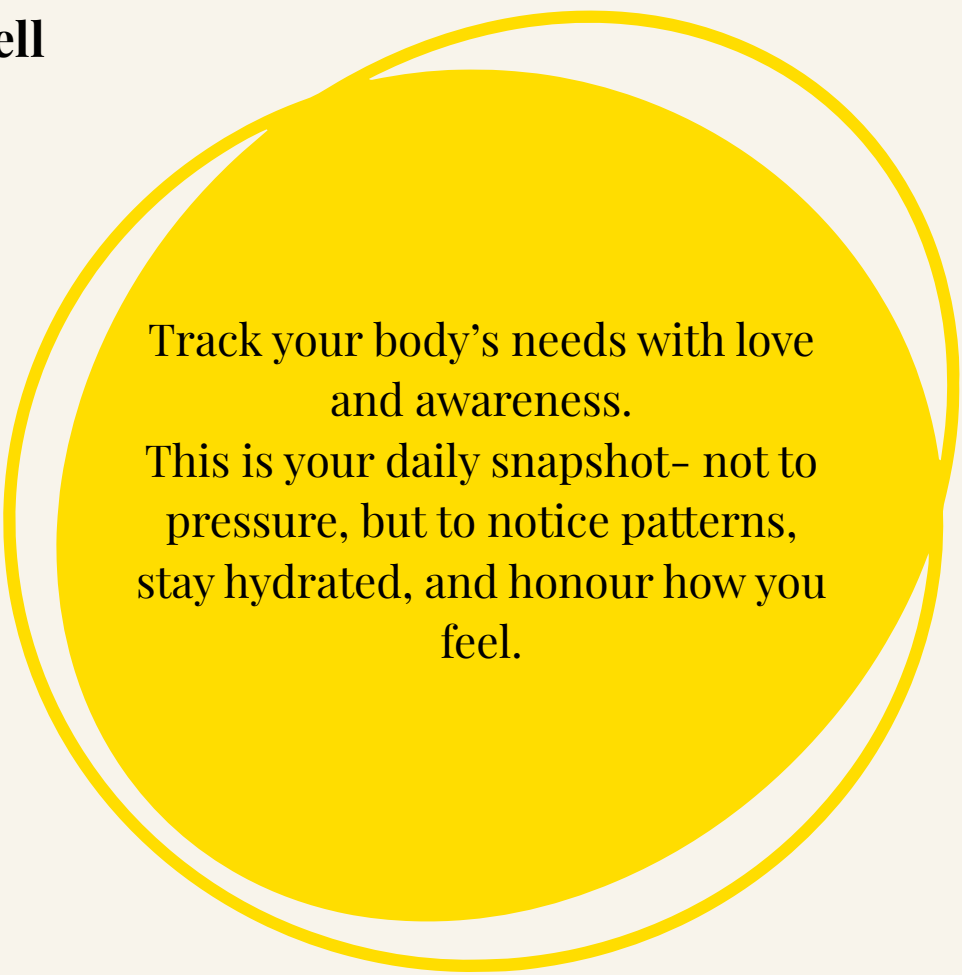 ell
Track your body’s needs with love
and awareness.
This is your daily snapshot- not to
pressure, but to notice patterns,
stay hydrated, and honour how you
feel.